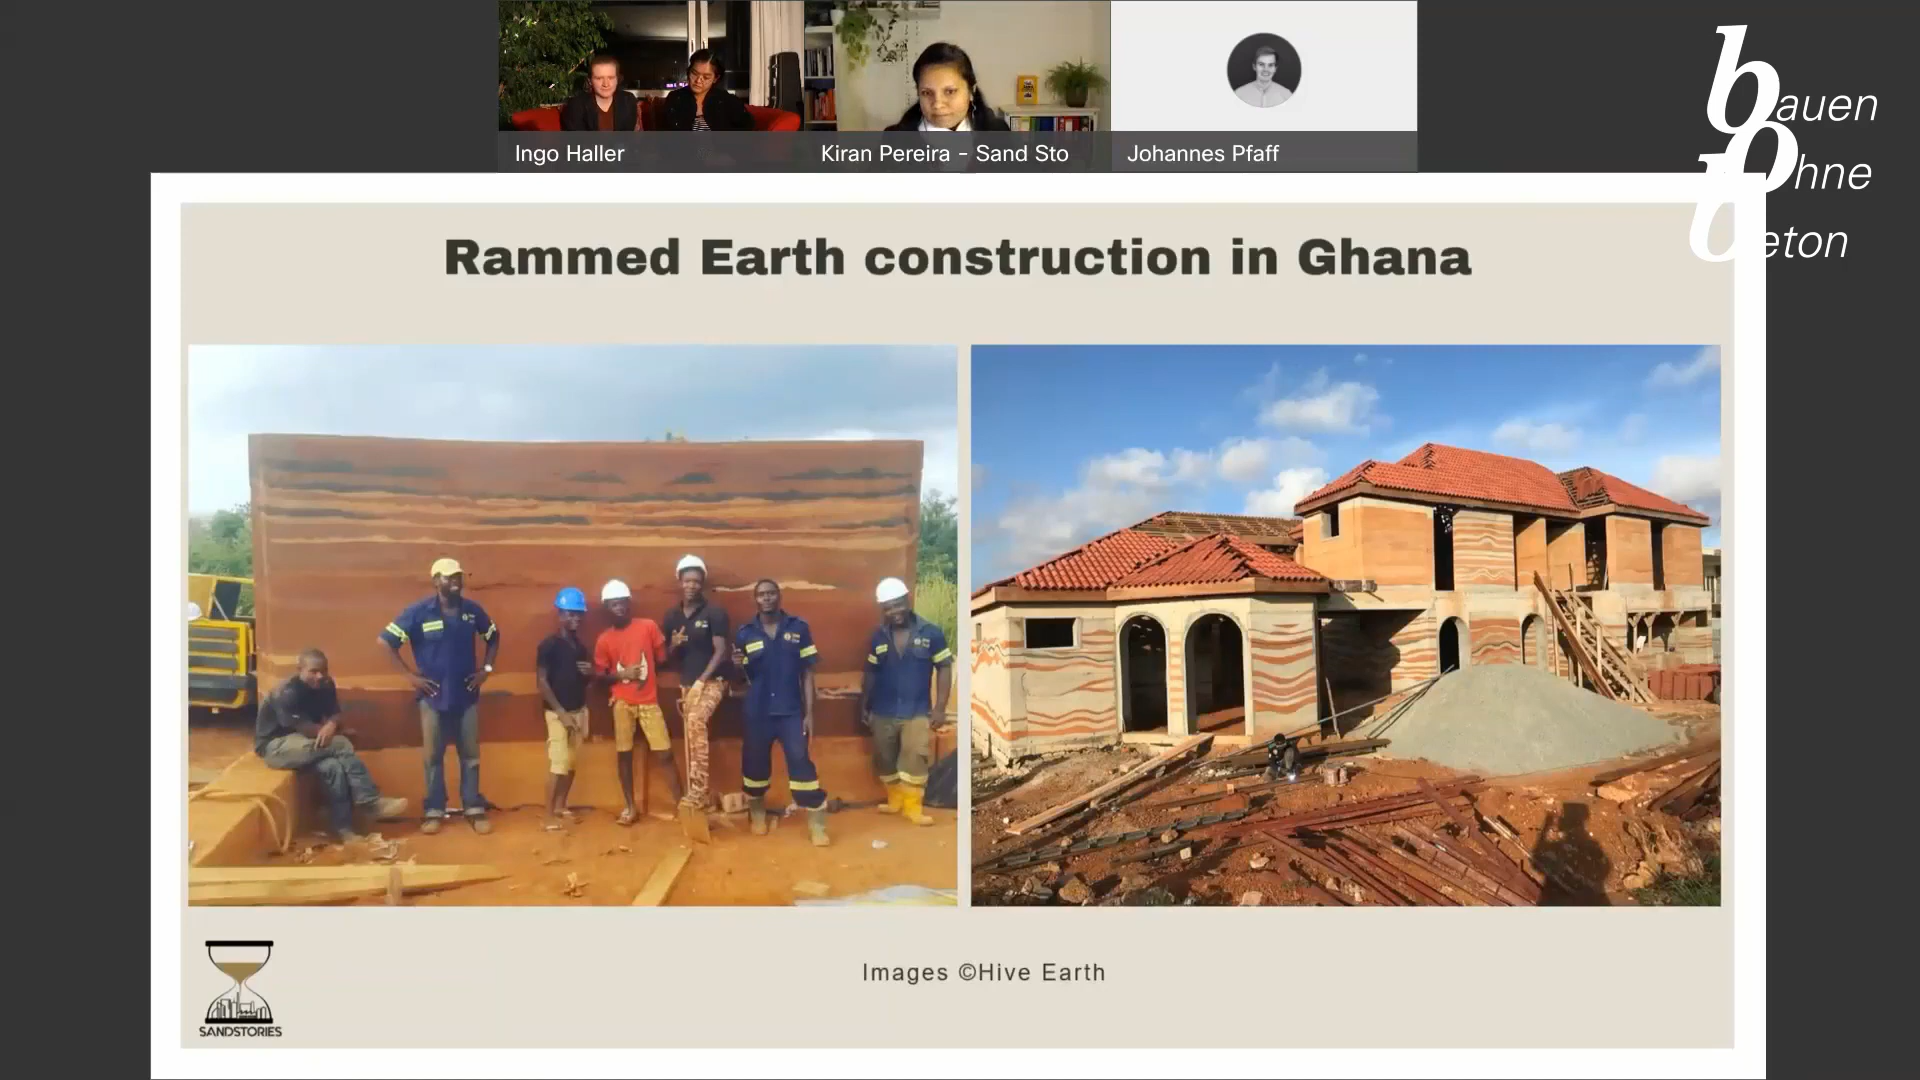 Ingo Haller
Kiran Pereira - Sand Sto
Johannes Pfaff
bauen
ohne
beton
Rammed Earth construction in Ghana
Images ©Hive Earth
SANDSTORIES